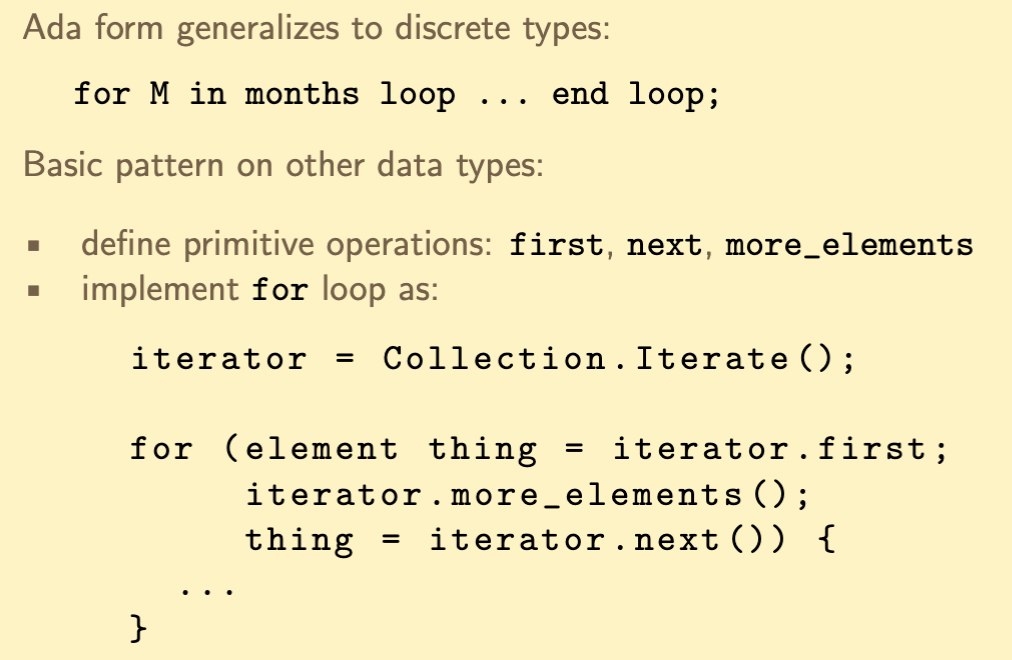 Ada form generalizes to discrete types:
for M in months loop ... end loop;
Basic pattern on other data types:
▪ define primitive operations: first, next, more_elements
▪ implement for loop as:
iterator = Collection.Iterate();
for (element thing = iterator.first;
iterator.more_elements();
thing = iterator.next()) {
...
}